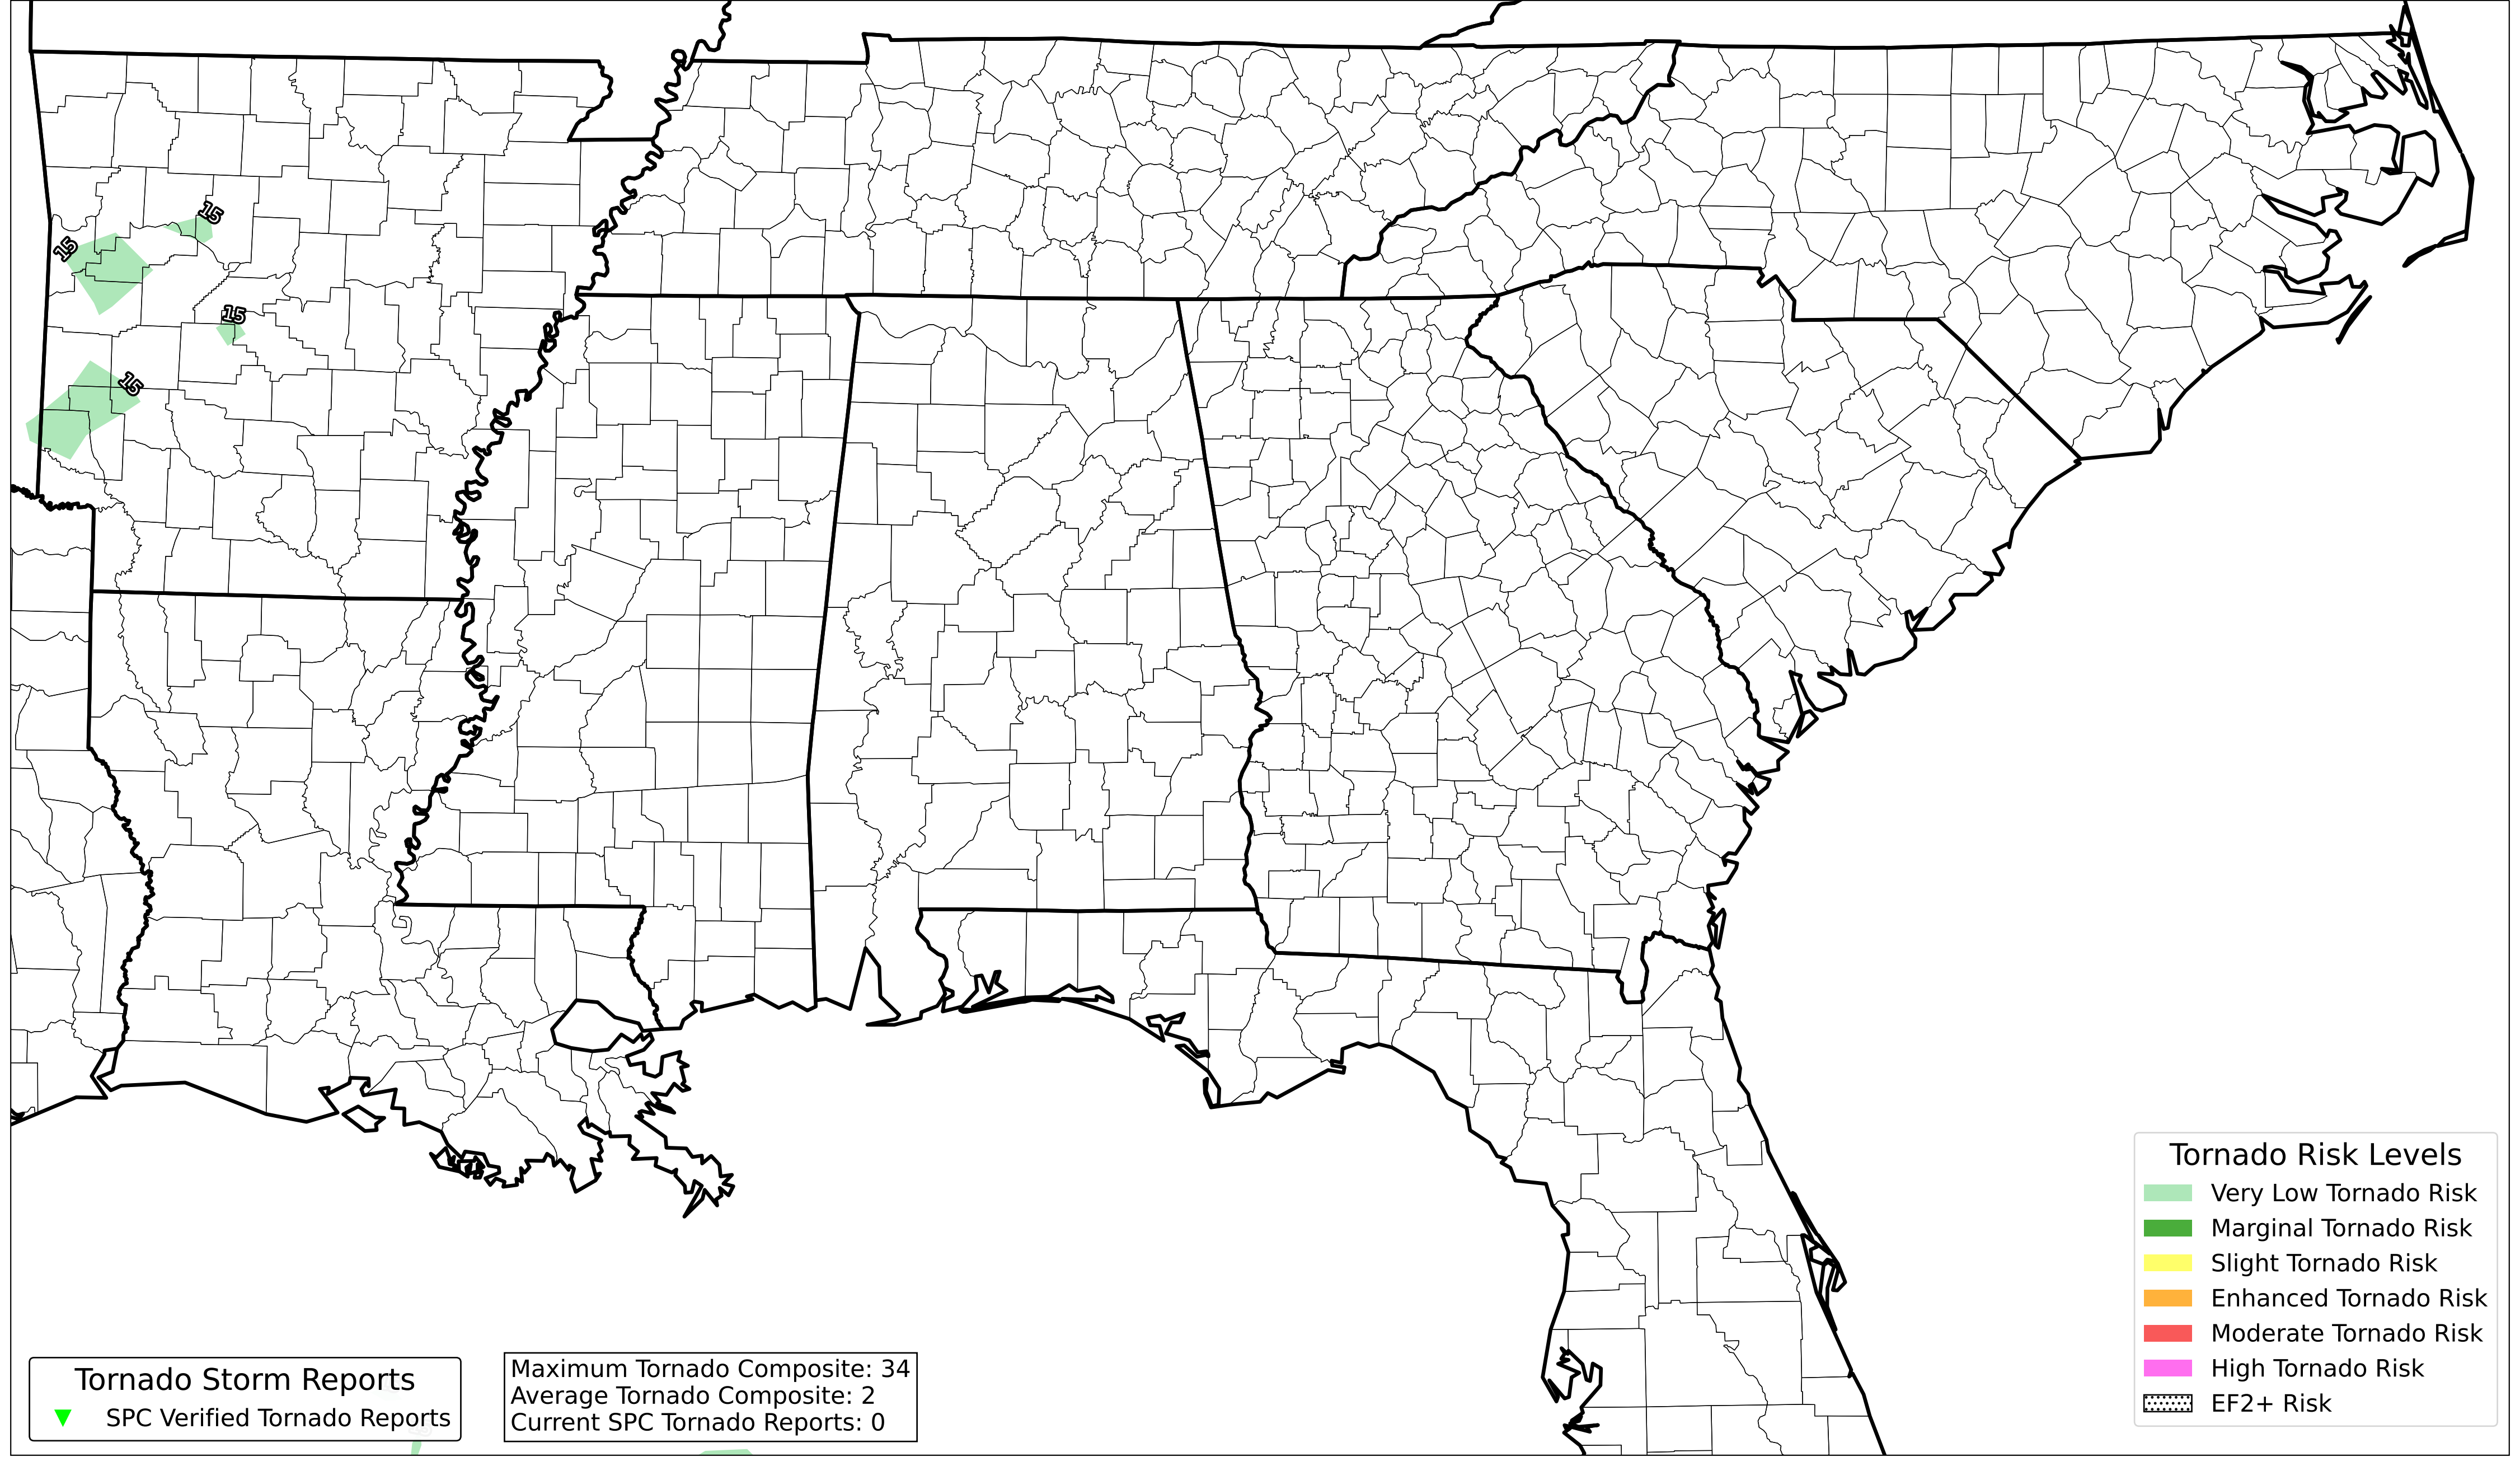 15
15
15
15
Tornado Risk Levels
Very Low Tornado Risk
Marginal Tornado Risk
Slight Tornado Risk
Enhanced Tornado Risk
Moderate Tornado Risk
High Tornado Risk
EF2+ Risk
Tornado Storm Reports
SPC Verified Tornado Reports
Maximum Tornado Composite: 34
Average Tornado Composite: 2
Current SPC Tornado Reports: 0